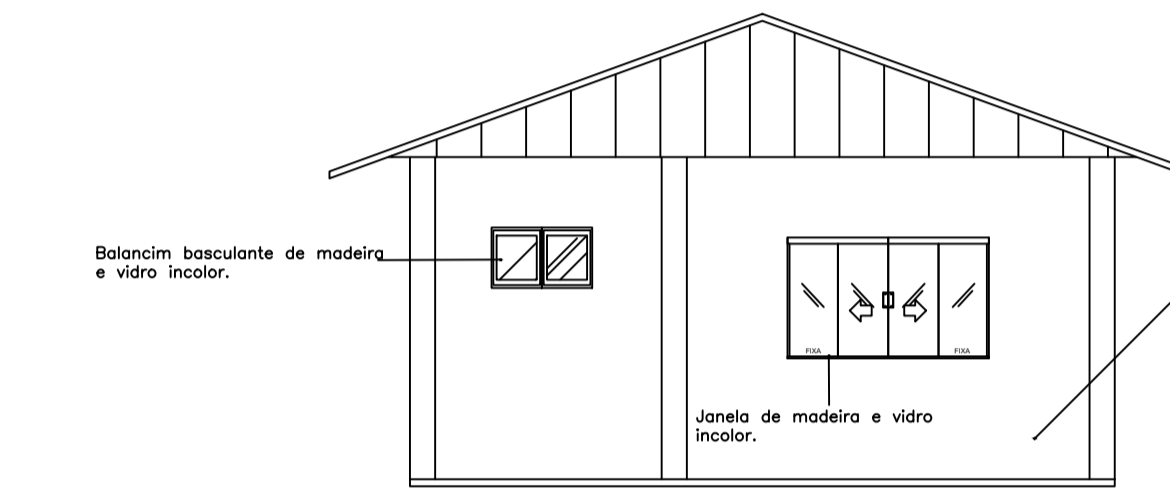 Balancim basculante de madeira
e vidro incolor.
FIXA
FIXA
Janela de madeira e vidro
incolor.